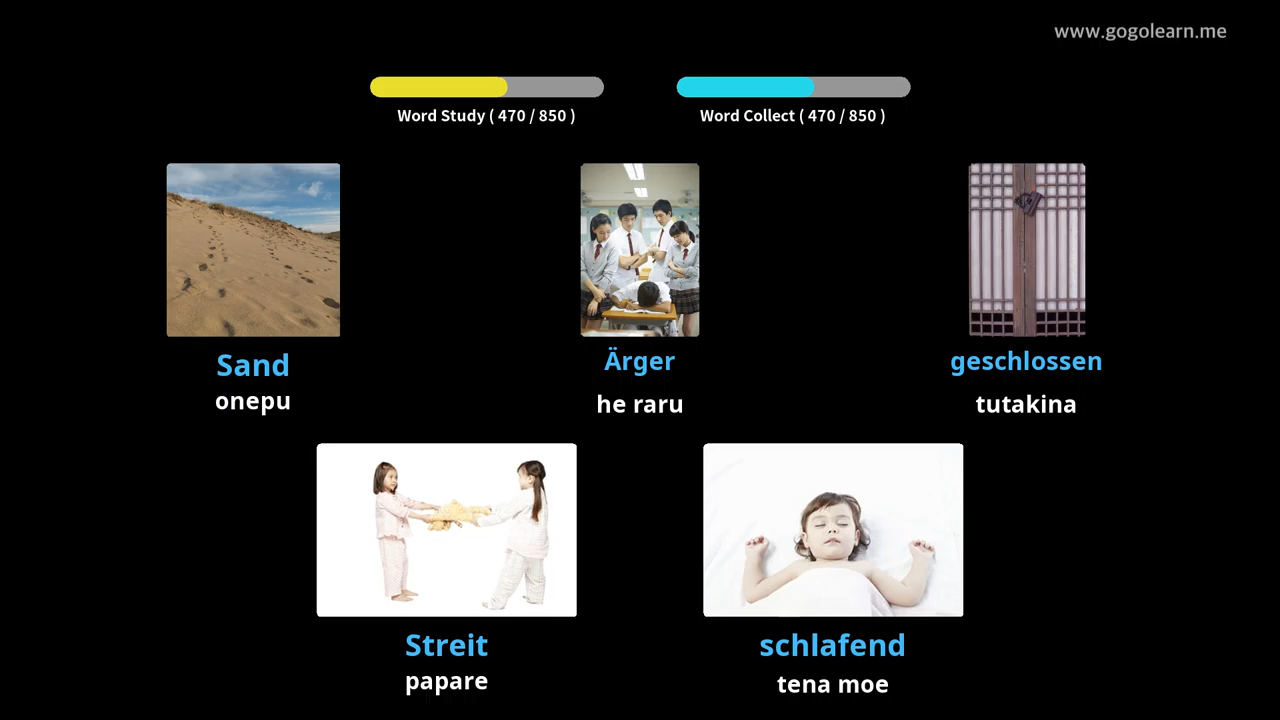 www.gogolearn.me
Word Study ( 470 / 850 )
Word Collect ( 470 / 850 )
Sand
onepu
Ärger
he raru
geschlossen
tutakina
Streit
papare
schlafend
tena moe